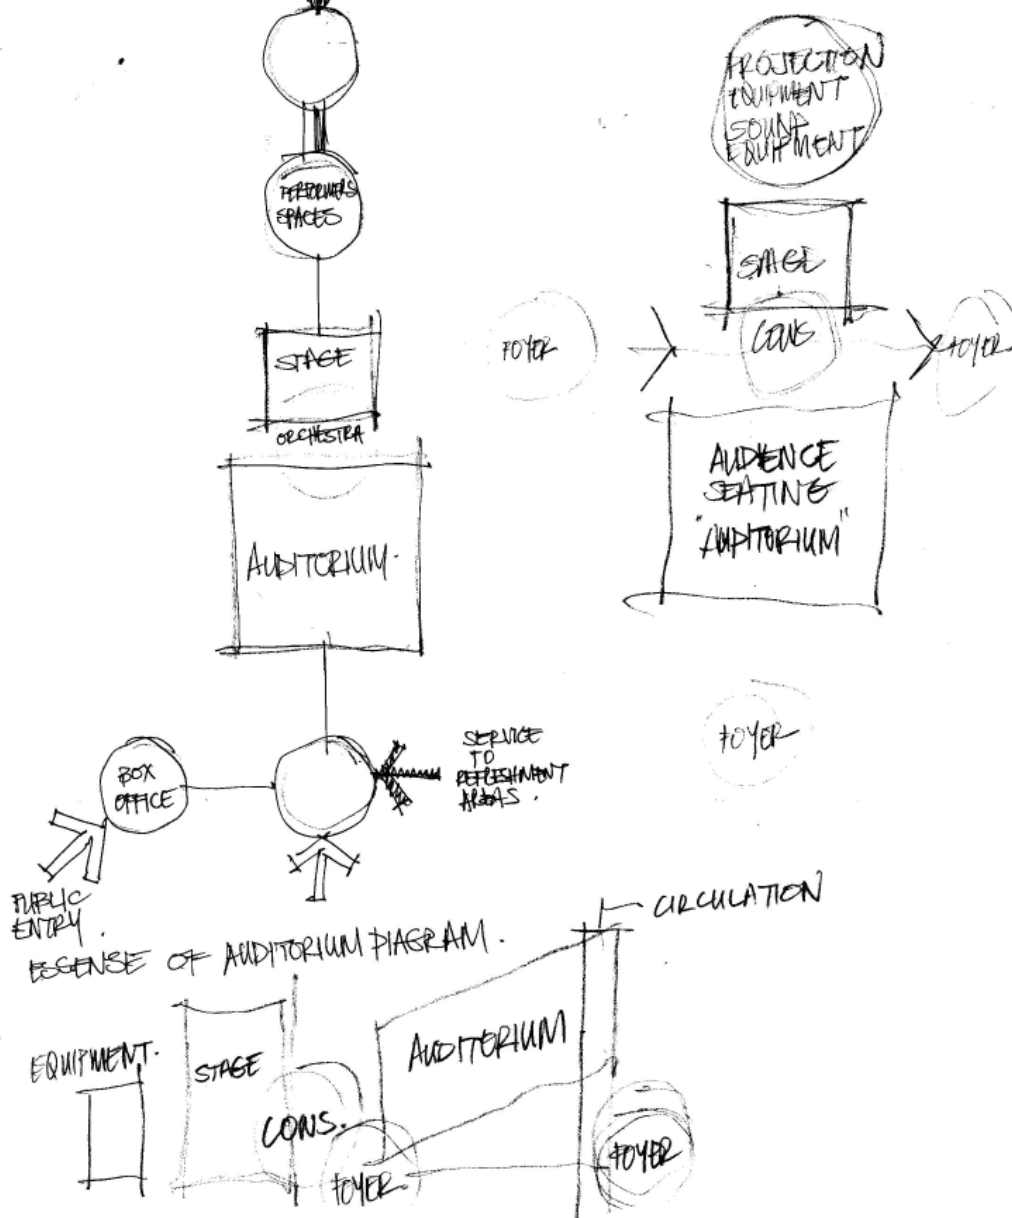 PERFORMERS
SPACES
STAGE
ORCHESTRA
AUDITORIUM.
BOX
OFFICE
PUBLIC
ENTRY.
SERVICE
TO
REFRESHMENT
AREAS.
ESSENSE OF AUDITORIUM DIAGRAM.
PROJECTION
EQUIPMENT
SOUND
EQUIPMENT
STAGE
FOYER
CONS
FOYER
AUDIENCE
SEATING
"AUDITORIUM"
FOYER
CIRCULATION
EQUIPMENT.
STAGE
CONS.
AUDITORIUM
FOYER.
FOYER